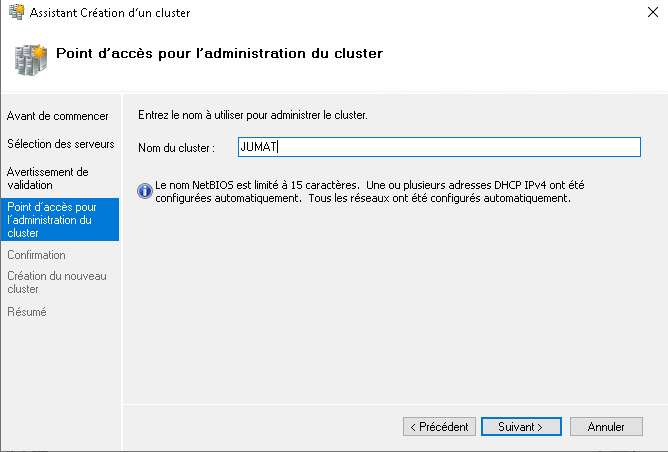 Assistant Création d'un cluster
Point d'accès pour l'administration du cluster
Avant de commencer
Sélection des serveurs
Avertissement de
validation
Point d'accès pour
l'administration du
cluster
Confirmation
Création du nouveau
cluster
Résumé
Entrez le nom à utiliser pour administrer le cluster.
Nom du cluster : JUMAT
Le nom NetBIOS est limité à 15 caractères. Une ou plusieurs adresses DHCP IPv4 ont été
configurées automatiquement. Tous les réseaux ont été configurés automatiquement.
< Précédent Suivant > Annuler